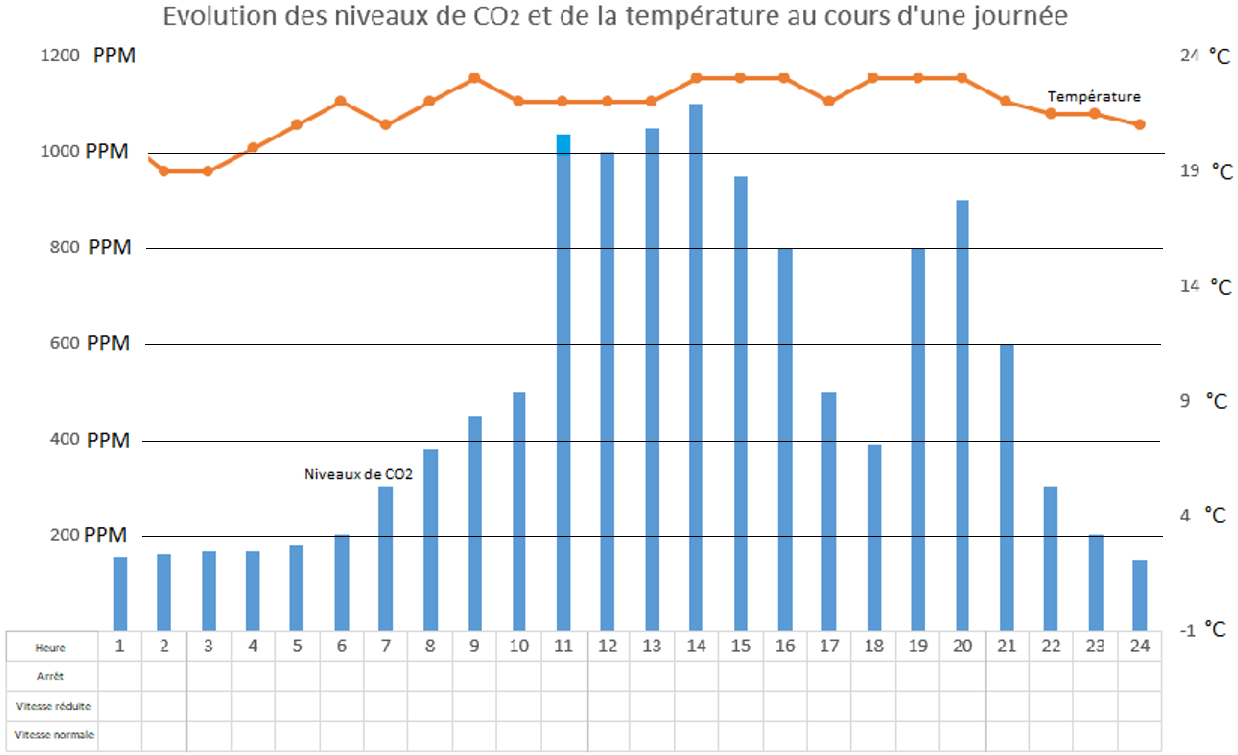 Evolution des niveaux de CO2 et de la température au cours d'une journée
1200 PPM
24 °C
Température
1000 PPM
19 °C
800 PPM
14 °C
600 PPM
9 °C
400 PPM
Niveaux de CO2
4 °C
200 PPM
-1 °C
Heure 1 2 3 4 5 6 7 8 9 10 11 12 13 14 15 16 17 18 19 20 21 22 23 24
Arrêt
Vitesse réduite
Vitesse normale